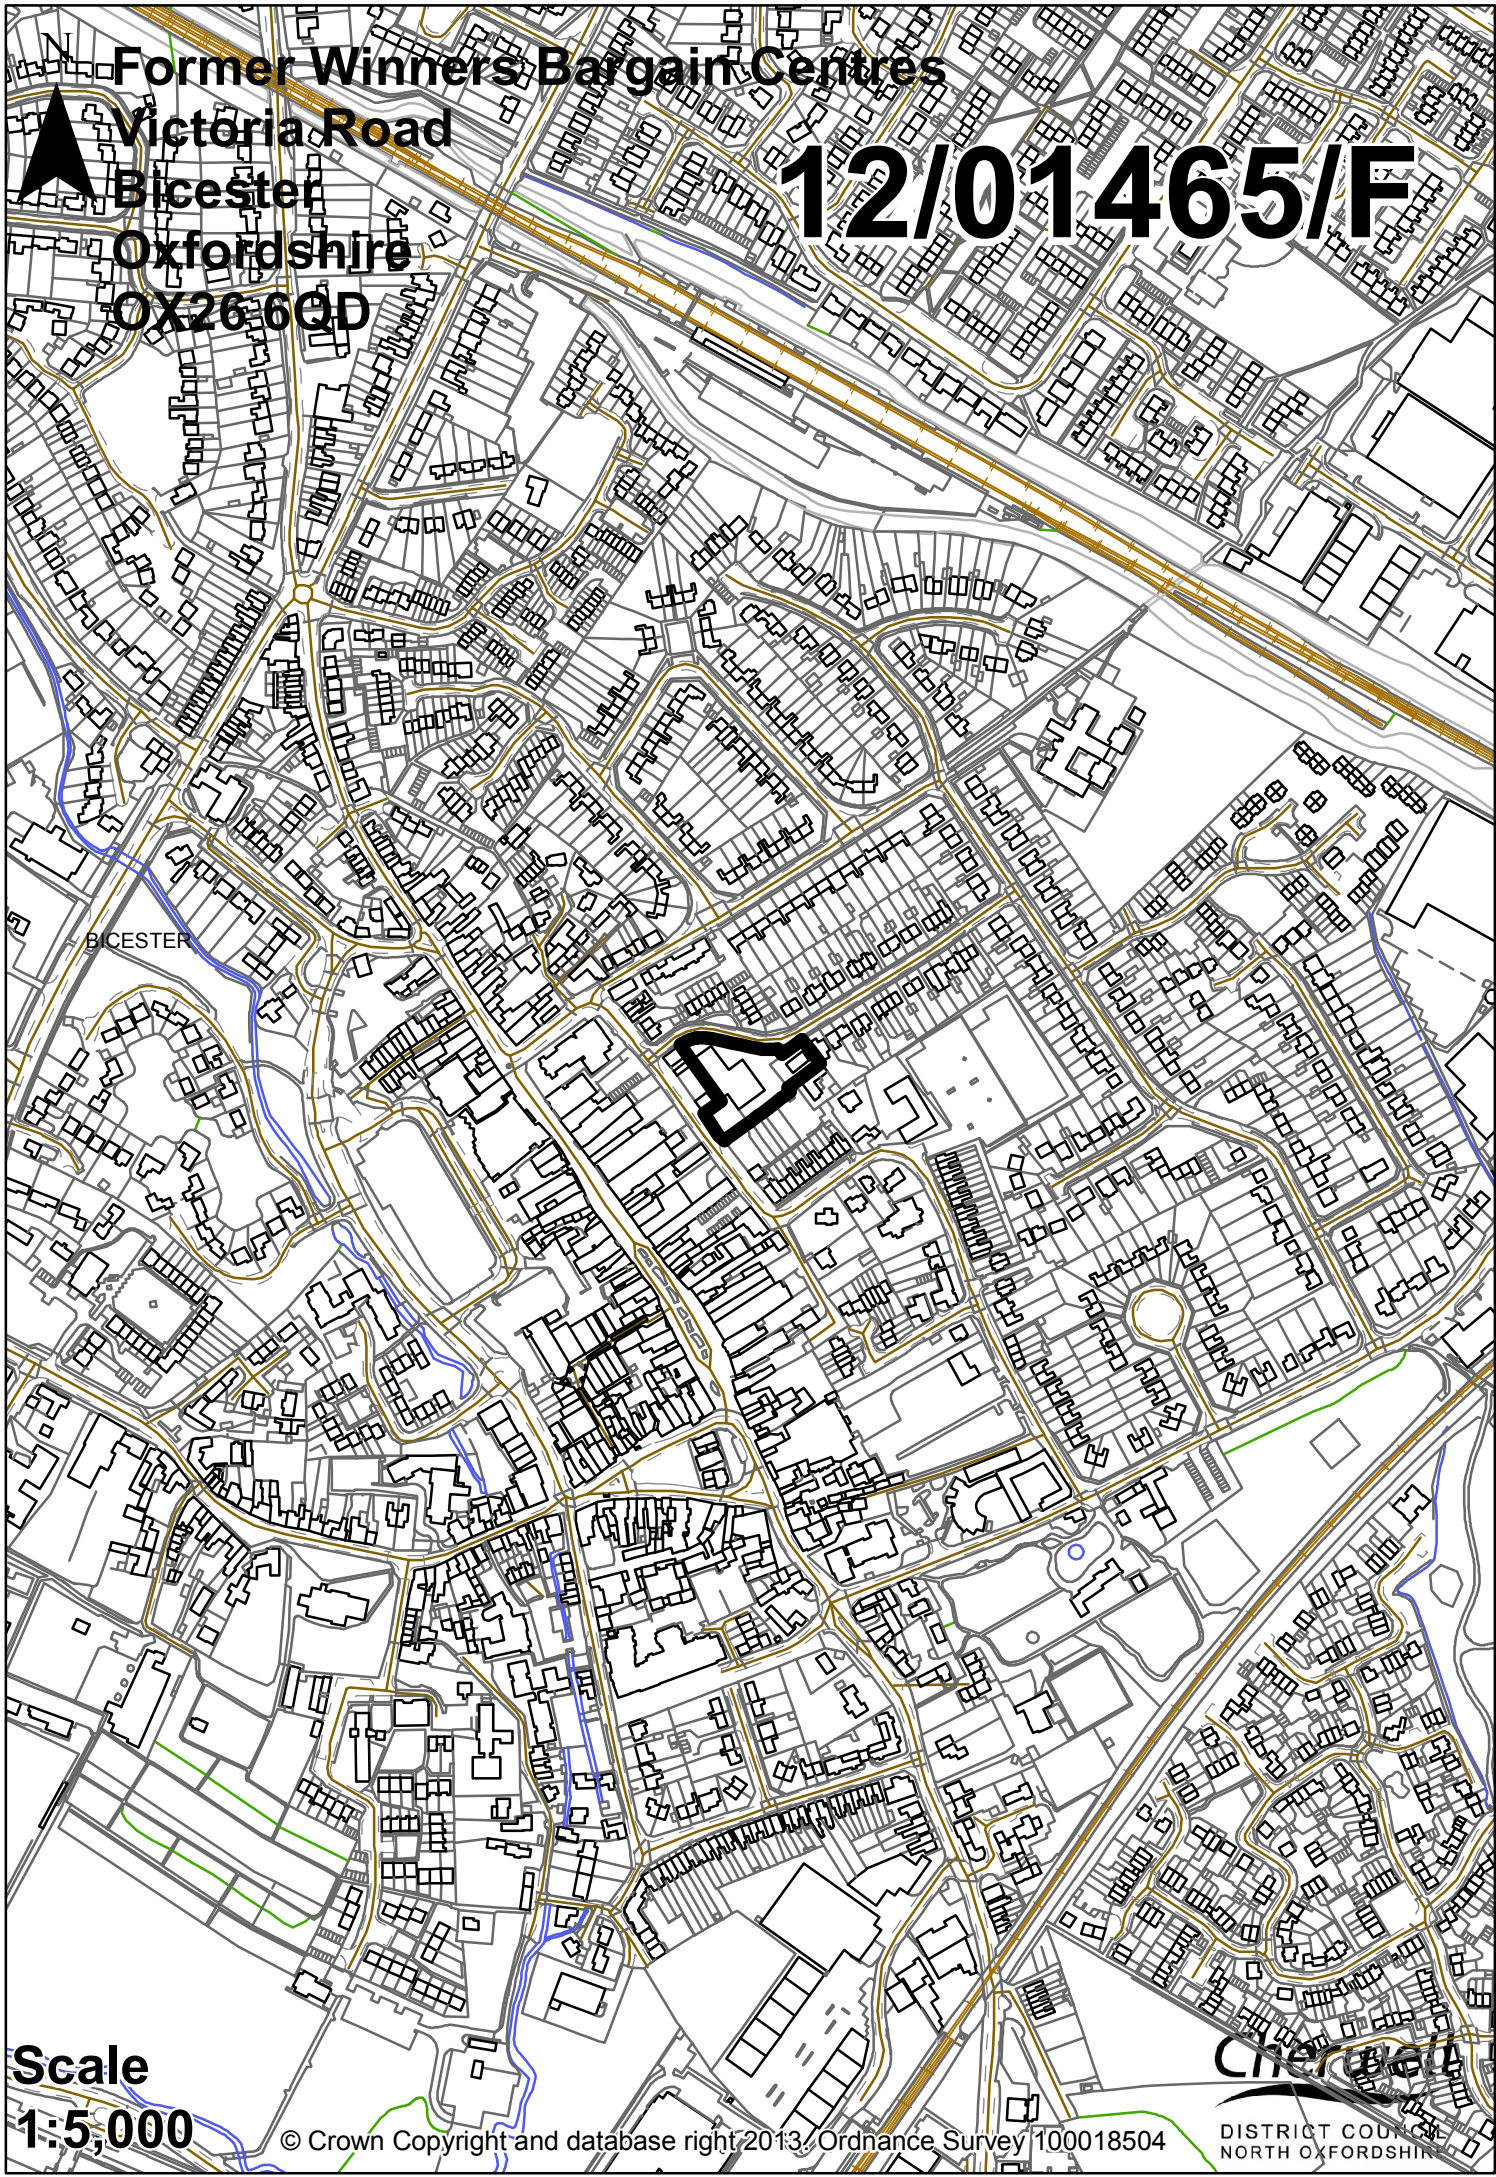 N
Former Winners Bargain Centres
Victoria Road
Bicester
Oxfordshire
OX26 6QD
12/01465/F
BICESTER
Scale
1:5,000
© Crown Copyright and database right 2013. Ordnance Survey 100018504
Cherwell
DISTRICT COUNCIL
NORTH OXFORDSHIRE